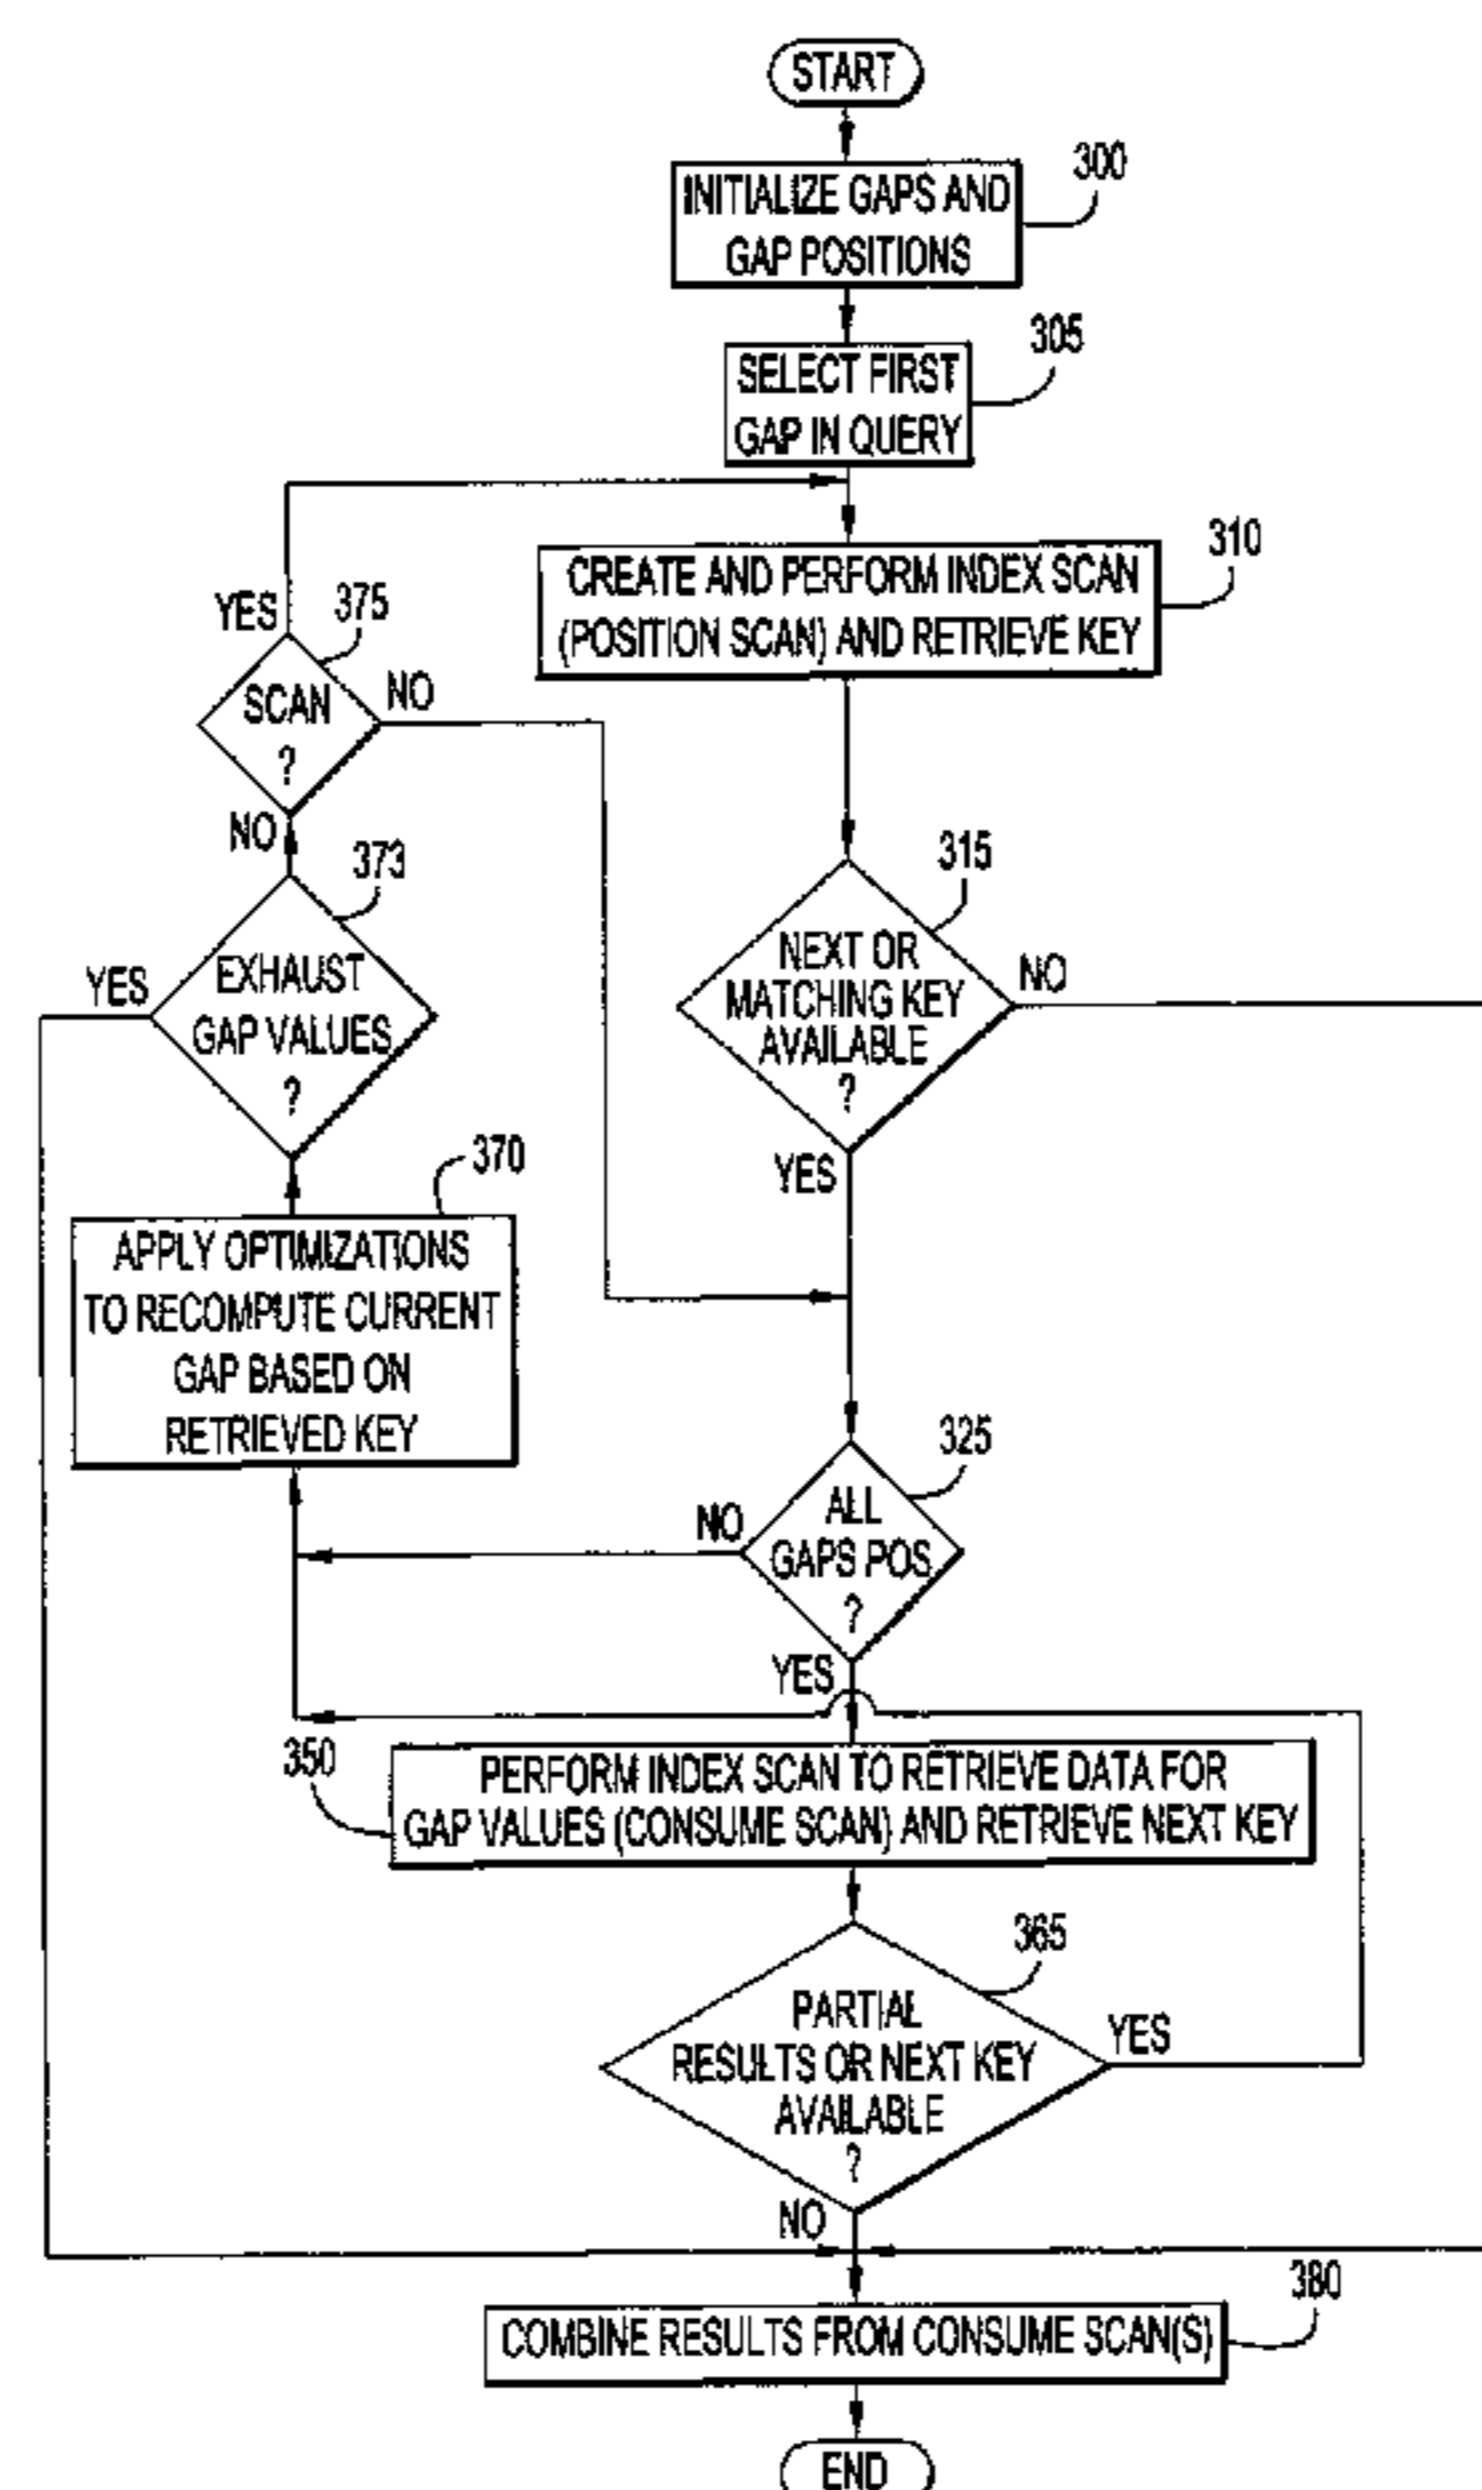 START
300
INITIALIZE GAPS AND
GAP POSITIONS
305
SELECT FIRST
GAP IN QUERY
310
CREATE AND PERFORM INDEX SCAN
(POSITION SCAN) AND RETRIEVE KEY
YES
375
SCAN
?
NO
NO
373
EXHAUST
GAP VALUES
?
YES
315
NEXT OR
MATCHING KEY
AVAILABLE
?
NO
YES
370
APPLY OPTIMIZATIONS
TO RECOMPUTE CURRENT
GAP BASED ON
RETRIEVED KEY
325
ALL
GAPS POS
?
NO
YES
350
PERFORM INDEX SCAN TO RETRIEVE DATA FOR
GAP VALUES (CONSUME SCAN) AND RETRIEVE NEXT KEY
365
PARTIAL
RESULTS OR NEXT KEY
AVAILABLE
?
YES
NO
380
COMBINE RESULTS FROM CONSUME SCAN(S)
END